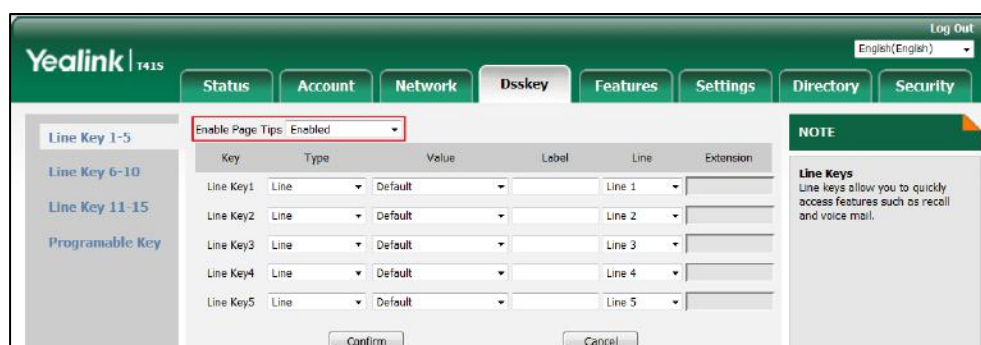 Log Out
Yealink T41S
English(English)
Status Account Network Dsskey Features Settings Directory Security
Line Key 1-5
Line Key 6-10
Line Key 11-15
Programable Key
Enable Page Tips Enabled
Key Type Value Label Line Extension
Line Key1 Line Default Line 1
Line Key2 Line Default Line 2
Line Key3 Line Default Line 3
Line Key4 Line Default Line 4
Line Key5 Line Default Line 5
Confirm Cancel
NOTE
Line Keys
Line keys allow you to quickly
access features such as recall
and voice mail.